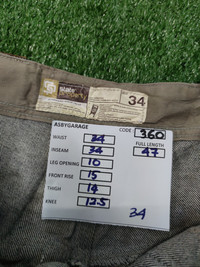 34
ASBYGARAGE
CODE 360
WAIST 34
FULL LENGTH
INSEAM 34 47
LEG OPENING 10
FRONT RISE 15
THIGH 14
KNEE 12.5
34